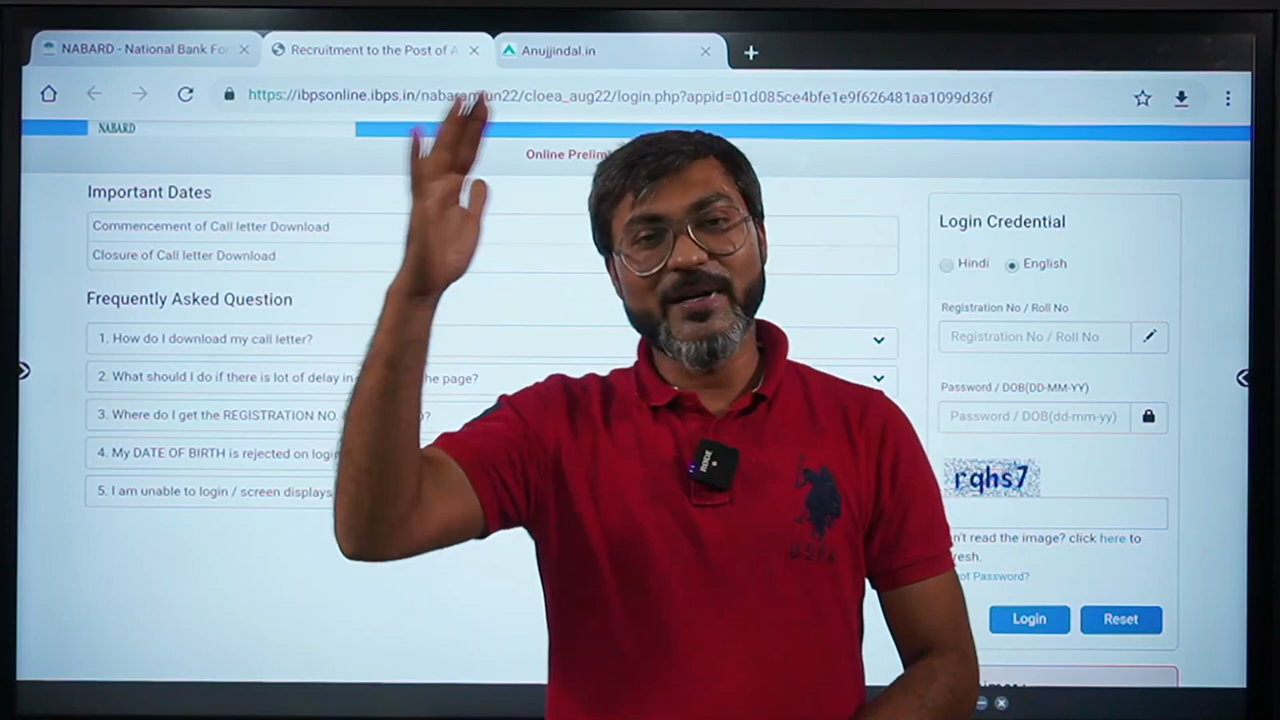 NABARD - National Bank Fo
Recruitment to the Post of A
Anujjindal.in
https://ibpsonline.ibps.in/nabaramjun22/cloea_aug22/login.php?appid=01d085ce4bfe1e9f626481aa1099d36f
NABARD
Online Prelim
Important Dates
Commencement of Call letter Download
Closure of Call letter Download
Frequently Asked Question
1. How do I download my call letter?
2. What should I do if there is lot of delay in he page?
3. Where do I get the REGISTRATION NO. ?
4. My DATE OF BIRTH is rejected on login
5. I am unable to login / screen displays
Login Credential
Hindi English
Registration No / Roll No
Registration No / Roll No
Password / DOB(DD-MM-YY)
Password / DOB(dd-mm-yy)
rqhs7
n't read the image? click here to
resh.
ot Password?
Login Reset
RODE
USPA